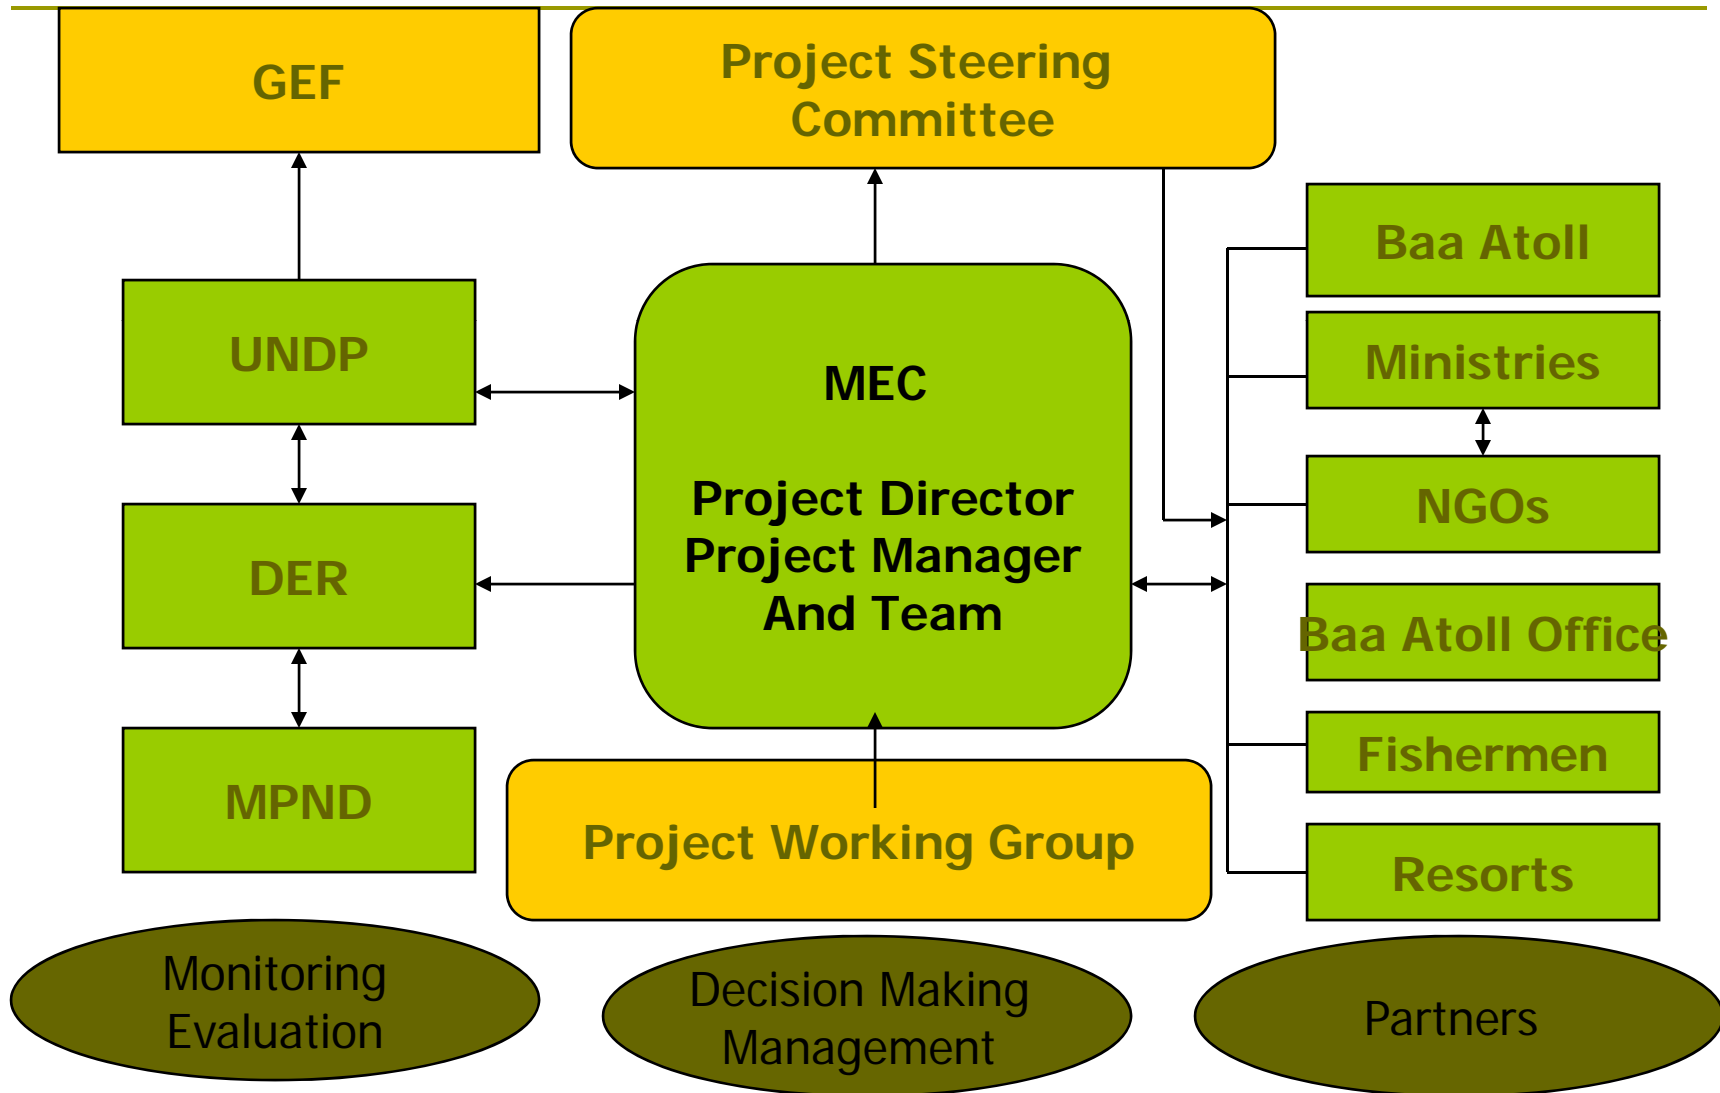 GEF
Project Steering
Committee
UNDP
DER
MPND
MEC
Project Director
Project Manager
And Team
Project Working Group
Baa Atoll
Ministries
NGOs
Baa Atoll Office
Fishermen
Resorts
Monitoring
Evaluation
Decision Making
Management
Partners